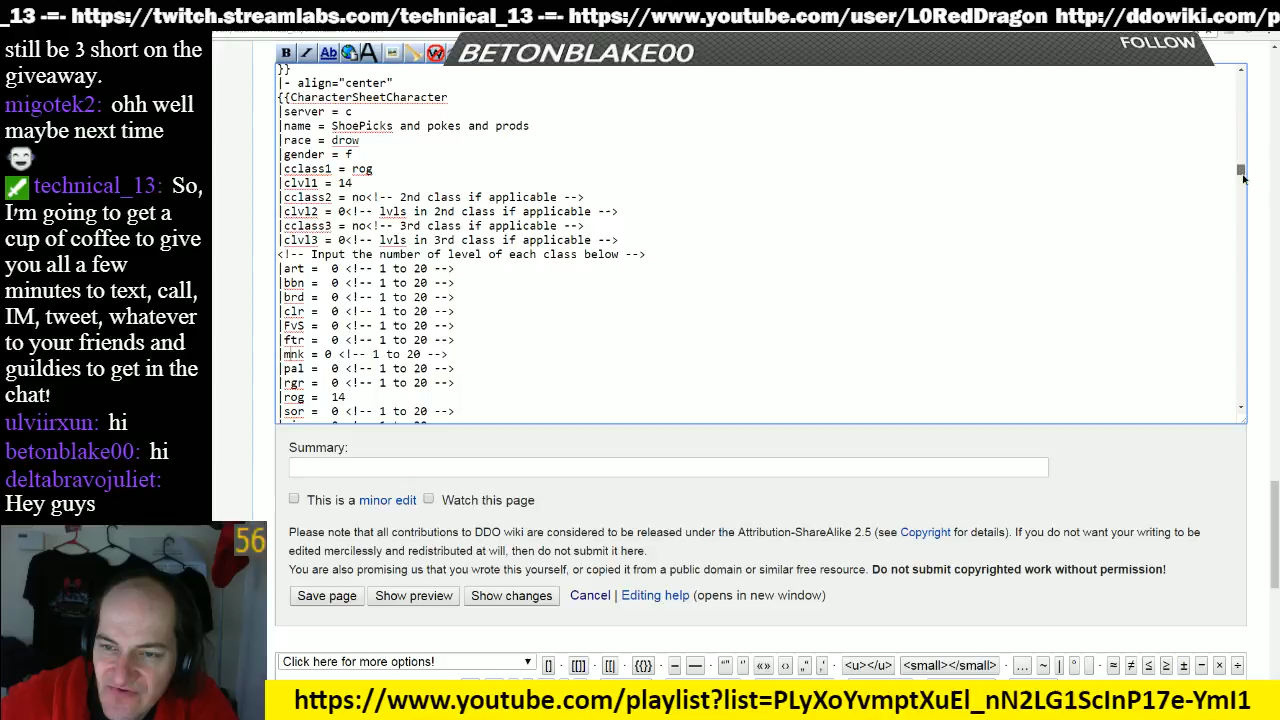 _13 -=- https://twitch.streamlabs.com/technical_13 -=- https://www.youtube.com/user/L0RedDragon http://ddowiki.com/p
still be 3 short on the
giveaway.
migotek2: ohh well
maybe next time
technical_13: So,
I'm going to get a
cup of coffee to give
you all a few
minutes to text, call,
IM, tweet, whatever
to your friends and
guildies to get in the
chat!
ulviirxun: hi
betonblake00: hi
deltabravojuliet:
Hey guys
56
B I Ab A W
BETONBLAKE00
FOLLOW
}}
|- align="center"
{{CharacterSheetCharacter
|server = c
|name = ShoePicks and pokes and prods
|race = drow
|gender = f
|cclass1 = rog
|clvl1 = 14
|cclass2 = no<!-- 2nd class if applicable -->
|clvl2 = 0<!-- lvls in 2nd class if applicable -->
|cclass3 = no<!-- 3rd class if applicable -->
|clvl3 = 0<!-- lvls in 3rd class if applicable -->
<!-- Input the number of level of each class below -->
|art =  0 <!-- 1 to 20 -->
|bbn =  0 <!-- 1 to 20 -->
|brd =  0 <!-- 1 to 20 -->
|clr =  0 <!-- 1 to 20 -->
|FvS =  0 <!-- 1 to 20 -->
|ftr =  0 <!-- 1 to 20 -->
|mnk = 0 <!-- 1 to 20 -->
|pal =  0 <!-- 1 to 20 -->
|rgr =  0 <!-- 1 to 20 -->
|rog =  14
|sor =  0 <!-- 1 to 20 -->
Summary:
This is a minor edit Watch this page
Please note that all contributions to DDO wiki are considered to be released under the Attribution-ShareAlike 2.5 (see Copyright for details). If you do not want your writing to be
edited mercilessly and redistributed at will, then do not submit it here.
You are also promising us that you wrote this yourself, or copied it from a public domain or similar free resource. Do not submit copyrighted work without permission!
Save page Show preview Show changes Cancel | Editing help (opens in new window)
Click here for more options! [] · [[]] · [[| · {{}} · – · — · “” · ‘’ · «» · ‹› · „“ · ‚‘ · <u></u> · <small></small> · … · ~ · | · ° · ≈ · ≠ · ≤ · ≥ · ± · − · × · ÷
https://www.youtube.com/playlist?list=PLyXoYvmptXuEl_nN2LG1ScInP17e-YmI1